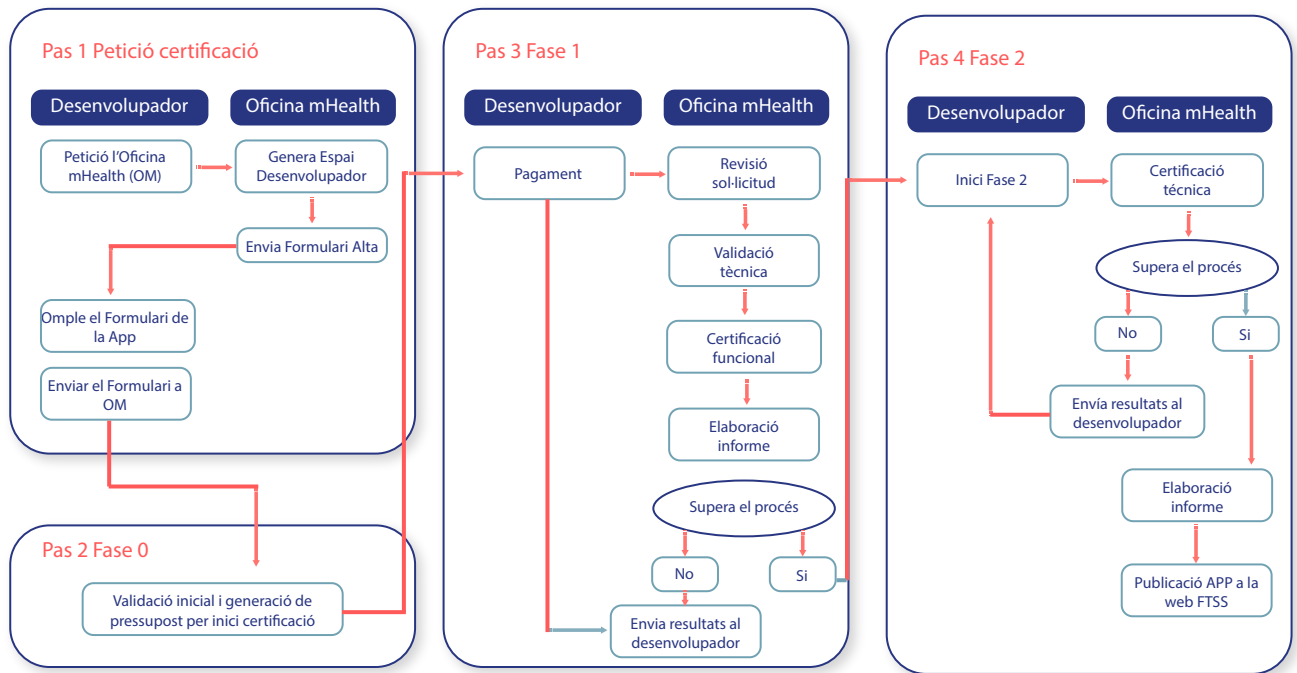 Pas 1 Petició certificació
Desenvolupador
Oficina mHealth
Petició l'Oficina
mHealth (OM)
Genera Espai
Desenvolupador
Envia Formulari Alta
Omple el Formulari de
la App
Enviar el Formulari a
OM
Pas 2 Fase 0
Validació inicial i generació de
pressupost per inici certificació
Pas 3 Fase 1
Desenvolupador
Oficina mHealth
Pagament
Revisió
sol·licitud
Validació
tècnica
Certificació
funcional
Elaboració
informe
Supera el procés
No
Si
Envia resultats al
desenvolupador
Pas 4 Fase 2
Desenvolupador
Oficina mHealth
Inici Fase 2
Certificació
técnica
Supera el procés
No
Si
Envía resultats al
desenvolupador
Elaboració
informe
Publicació APP a la
web FTSS